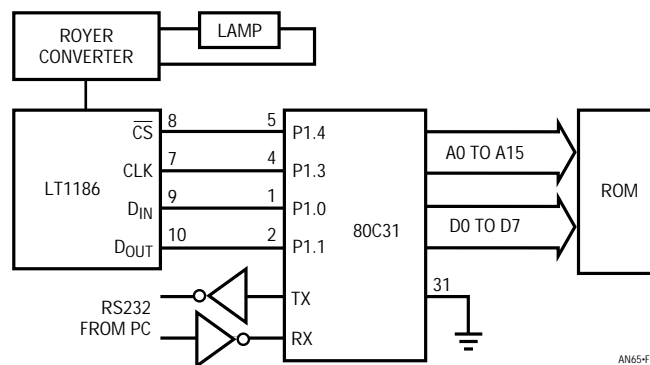 ROYER
CONVERTER
LAMP
LT1186
CS
8
5
P1.4
CLK
7
4
P1.3
DIN
9
1
P1.0
DOUT
10
2
P1.1
80C31
A0 TO A15
D0 TO D7
ROM
TX
RS232
FROM PC
RX
31